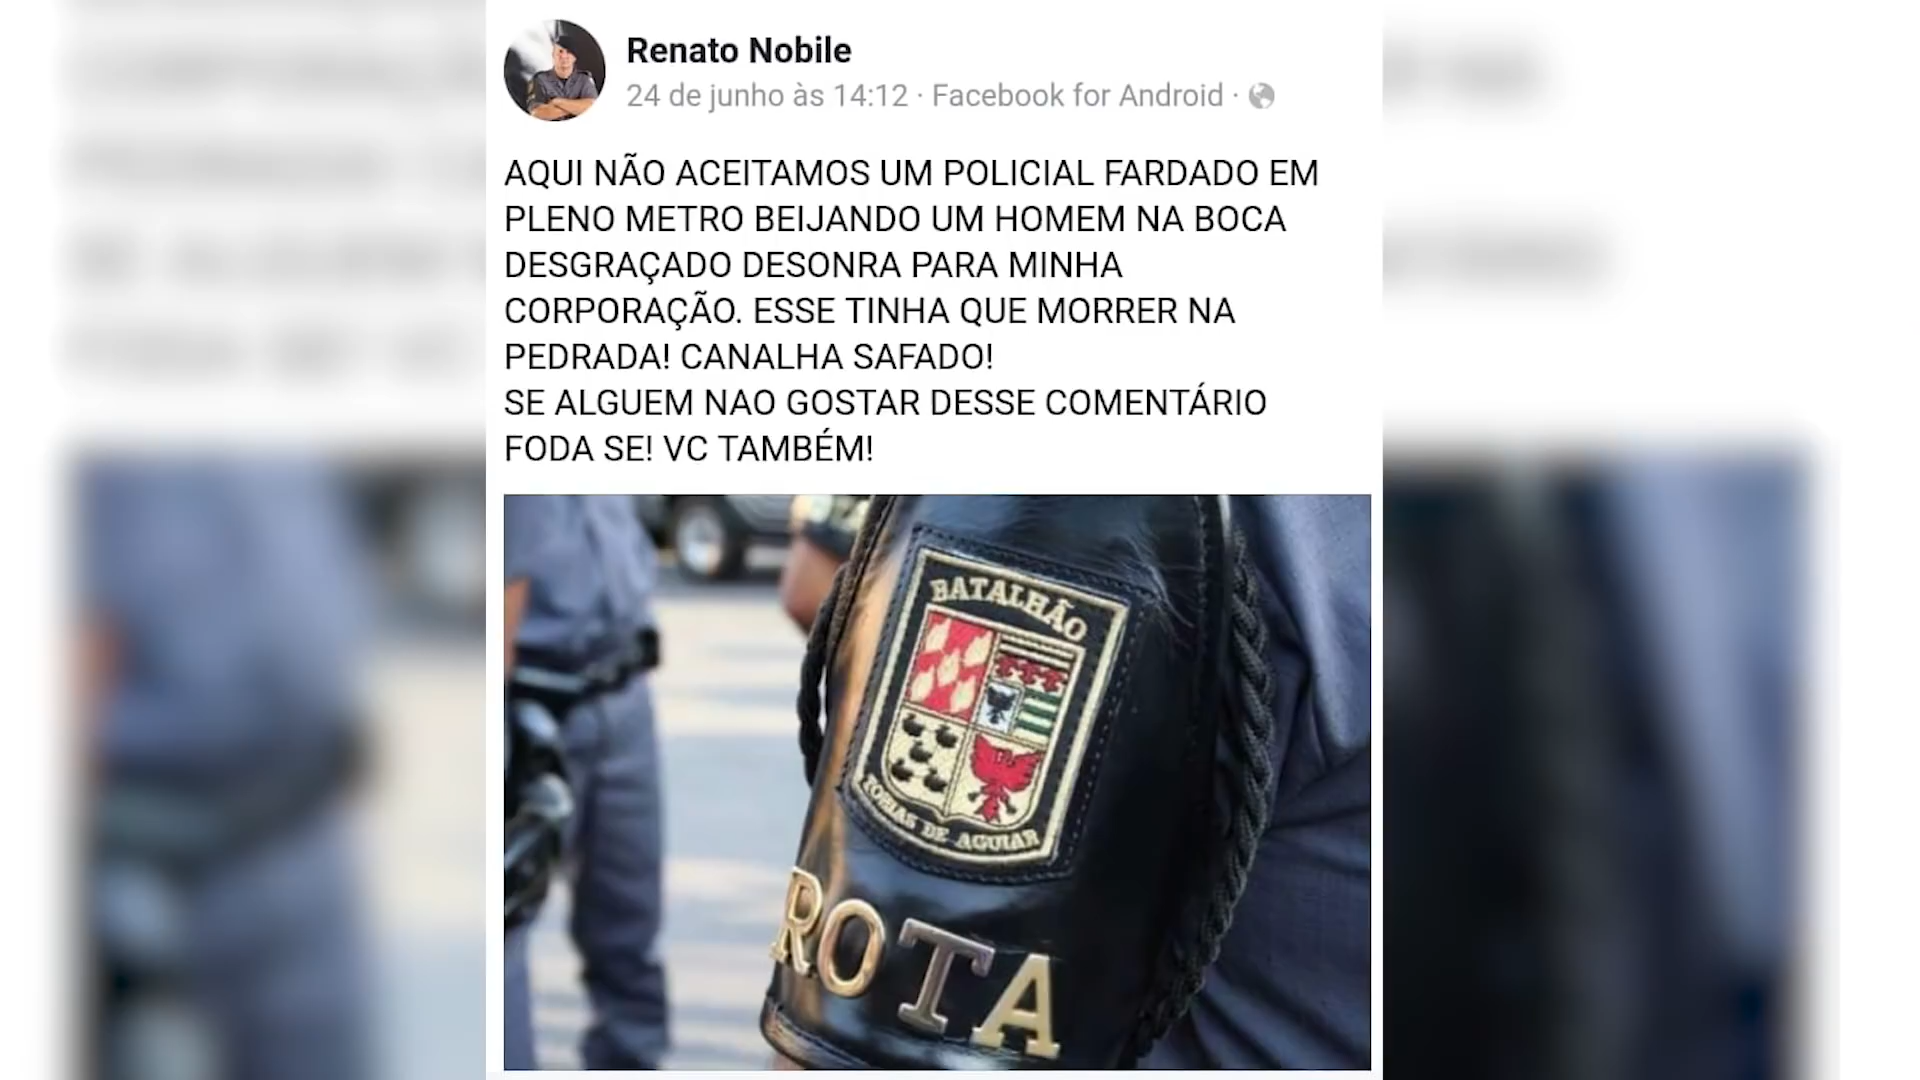 Renato Nobile
24 de junho às 14:12 · Facebook for Android ·
AQUI NÃO ACEITAMOS UM POLICIAL FARDADO EM
PLENO METRO BEIJANDO UM HOMEM NA BOCA
DESGRAÇADO DESONRA PARA MINHA
CORPORAÇÃO. ESSE TINHA QUE MORRER NA
PEDRADA! CANALHA SAFADO!
SE ALGUEM NAO GOSTAR DESSE COMENTÁRIO
FODA SE! VC TAMBÉM!
BATALHÃO
TOBIAS DE AGUIAR
ROTA